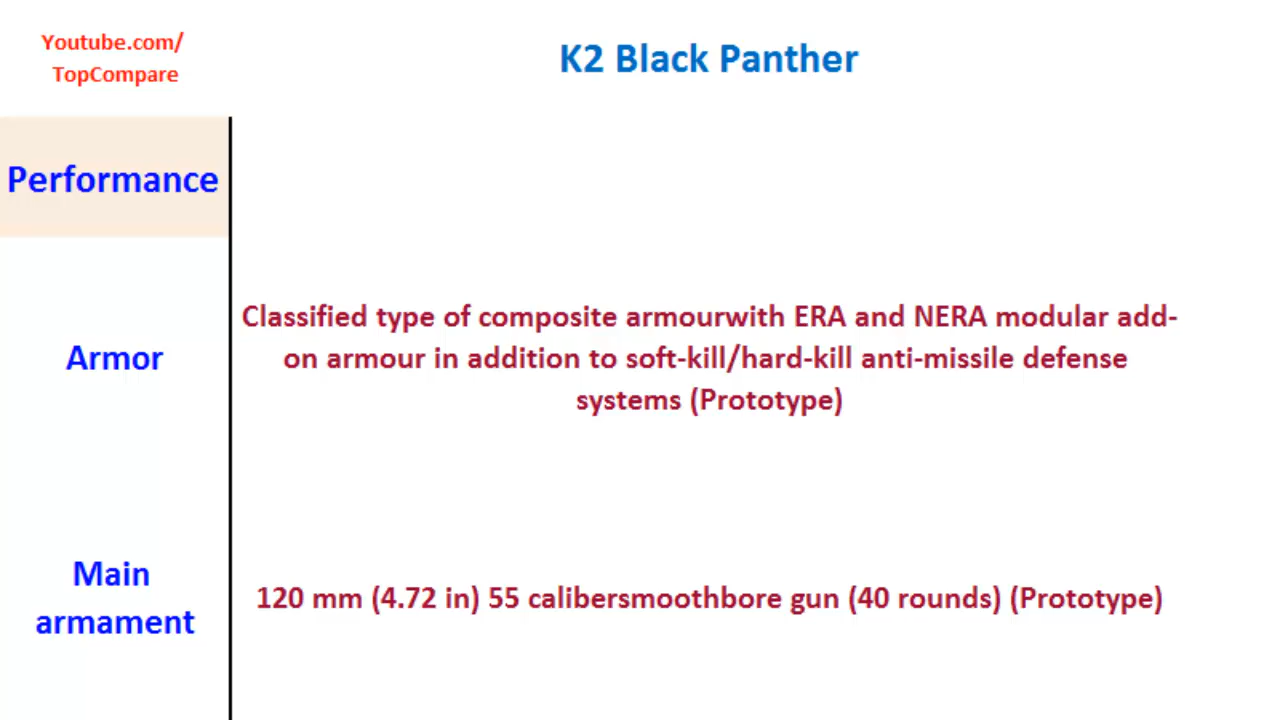 Youtube.com/
TopCompare
K2 Black Panther
Performance
Armor
Classified type of composite armourwith ERA and NERA modular add-
on armour in addition to soft-kill/hard-kill anti-missile defense
systems (Prototype)
Main
armament
120 mm (4.72 in) 55 calibersmoothbore gun (40 rounds) (Prototype)